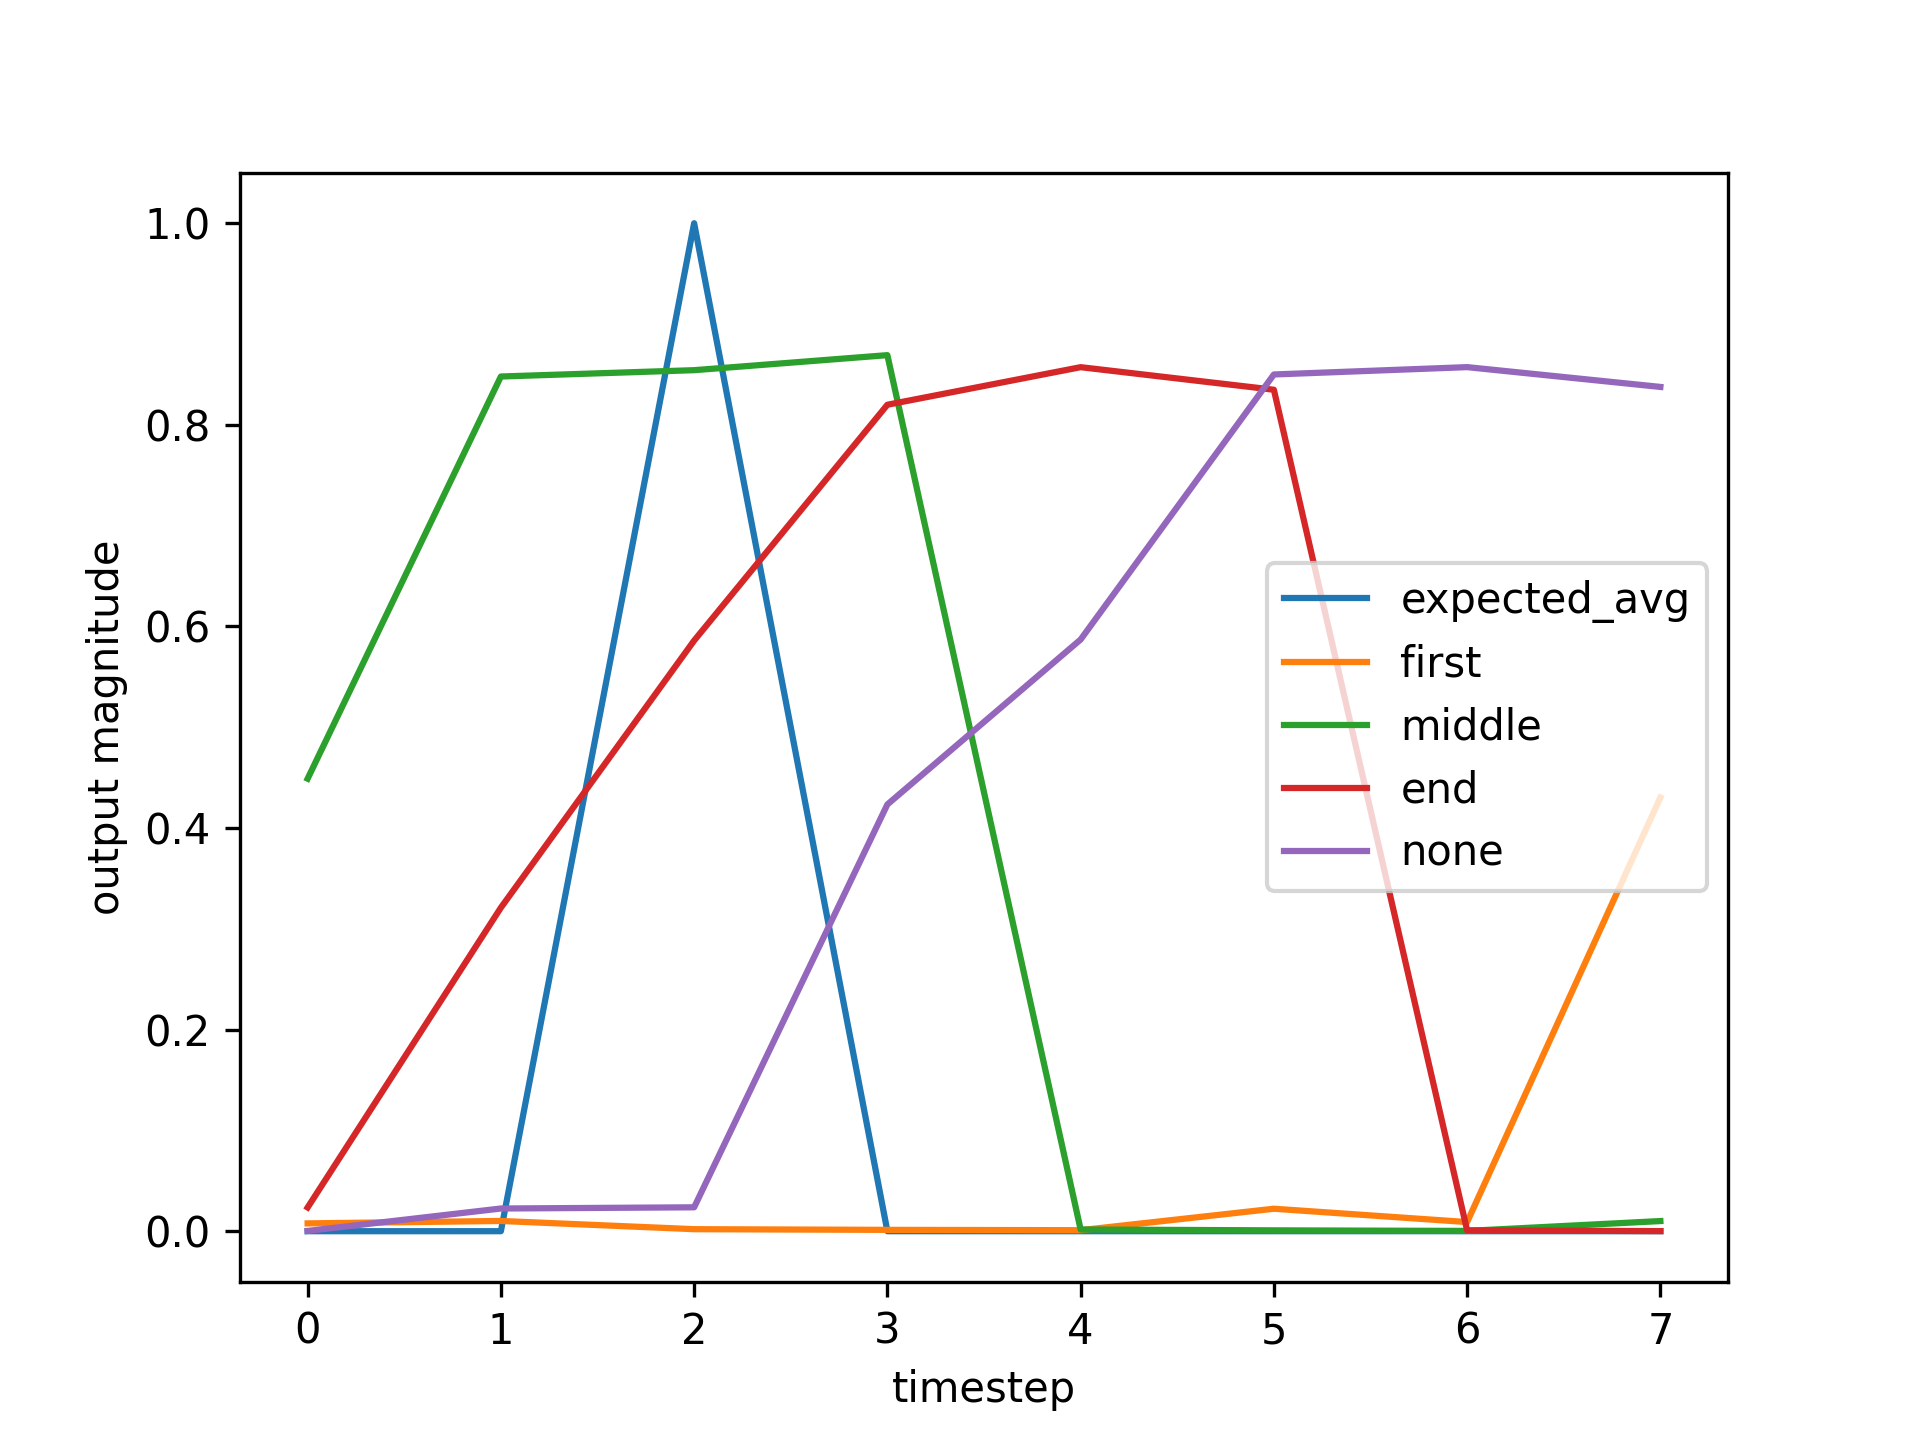 1.0
0.8
0.6
0.4
0.2
0.0
output magnitude
expected_avg
first
middle
end
none
0 1 2 3 4 5 6 7
timestep